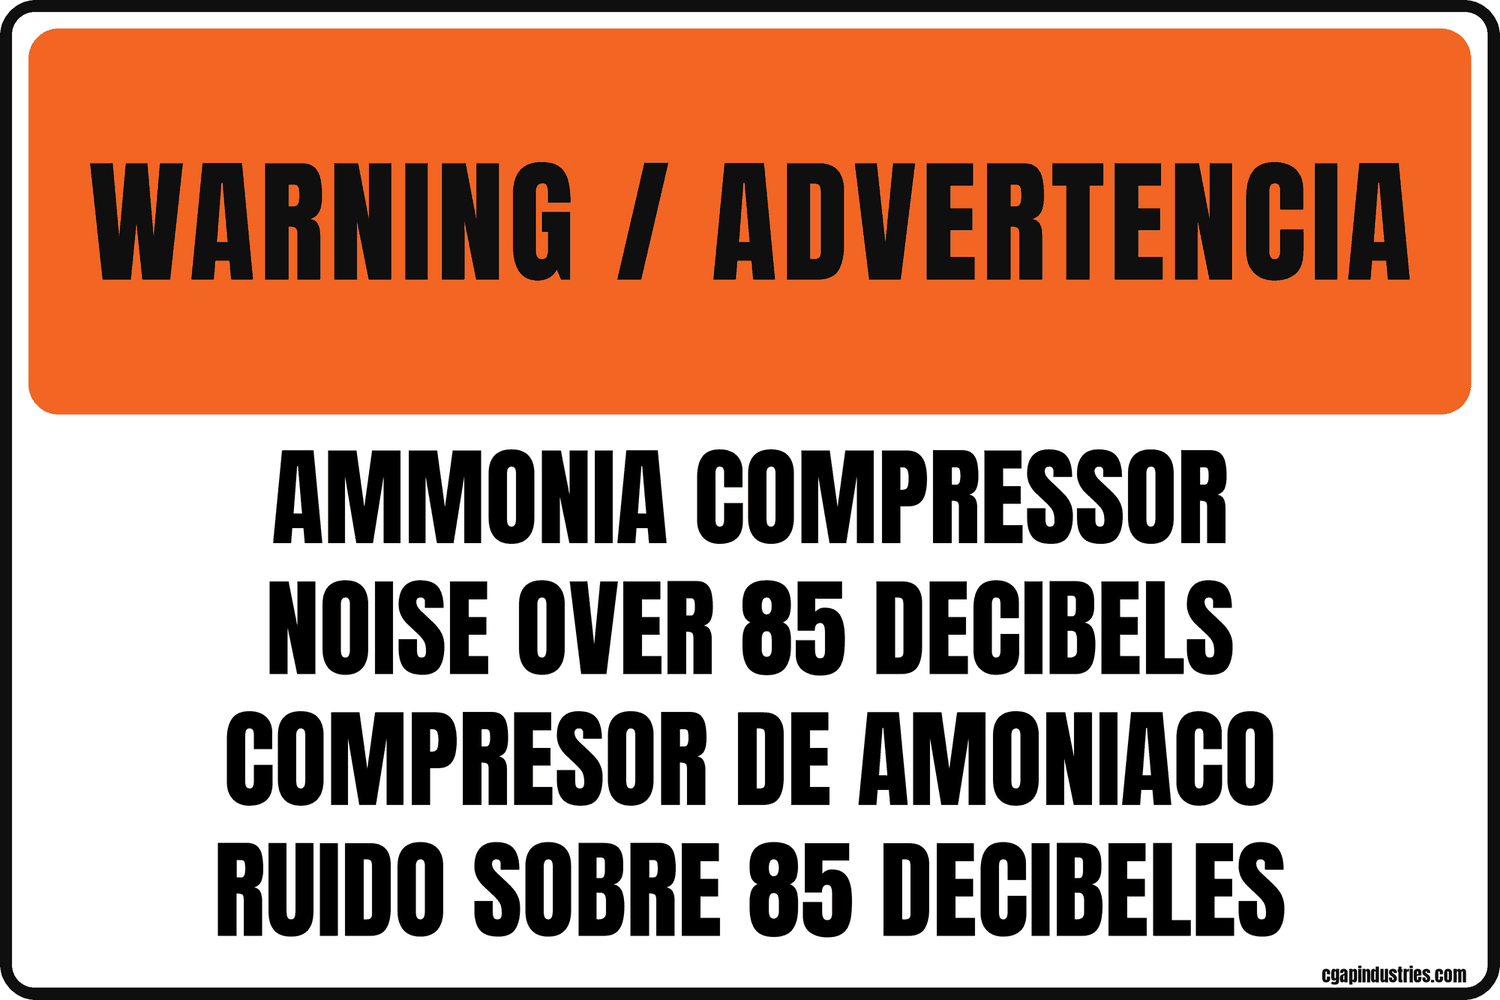 WARNING / ADVERTENCIA
AMMONIA COMPRESSOR
NOISE OVER 85 DECIBELS
COMPRESOR DE AMONIACO
RUIDO SOBRE 85 DECIBELES
cgapindustries.com